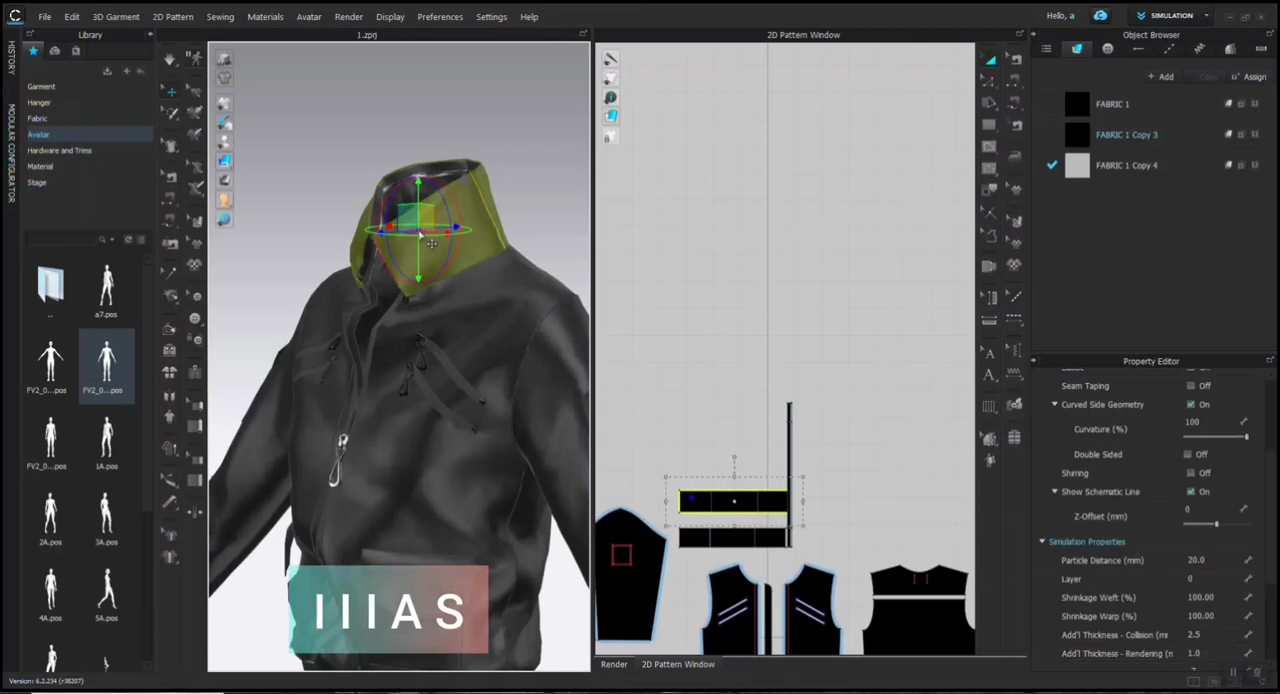 File Edit 3D Garment 2D Pattern Sewing Materials Avatar Render Display Preferences Settings Help
Hello, a
SIMULATION
Library
1.zprj
2D Pattern Window
Object Browser
HISTORY
MODULAR CONFIGURATOR
Garment
Hanger
Fabric
Avatar
Hardware and Trims
Material
Stage
..
a7.pos
FV2_0...pos
FV2_0...pos
FV2_0...pos
1A.pos
2A.pos
3A.pos
4A.pos
5A.pos
IIIAS
Render
2D Pattern Window
+ Add
Copy
Assign
FABRIC 1
FABRIC 1 Copy 3
FABRIC 1 Copy 4
Property Editor
Seam Taping Off
Curved Side Geometry On
Curvature (%) 100
Double Sided Off
Shirring Off
Show Schematic Line On
Z-Offset (mm) 0
Simulation Properties
Particle Distance (mm) 20.0
Layer 0
Shrinkage Weft (%) 100.00
Shrinkage Warp (%) 100.00
Add'l Thickness - Collision (m 2.5
Add'l Thickness - Rendering (n 1.0
Version: 6.2.234 (r38207)